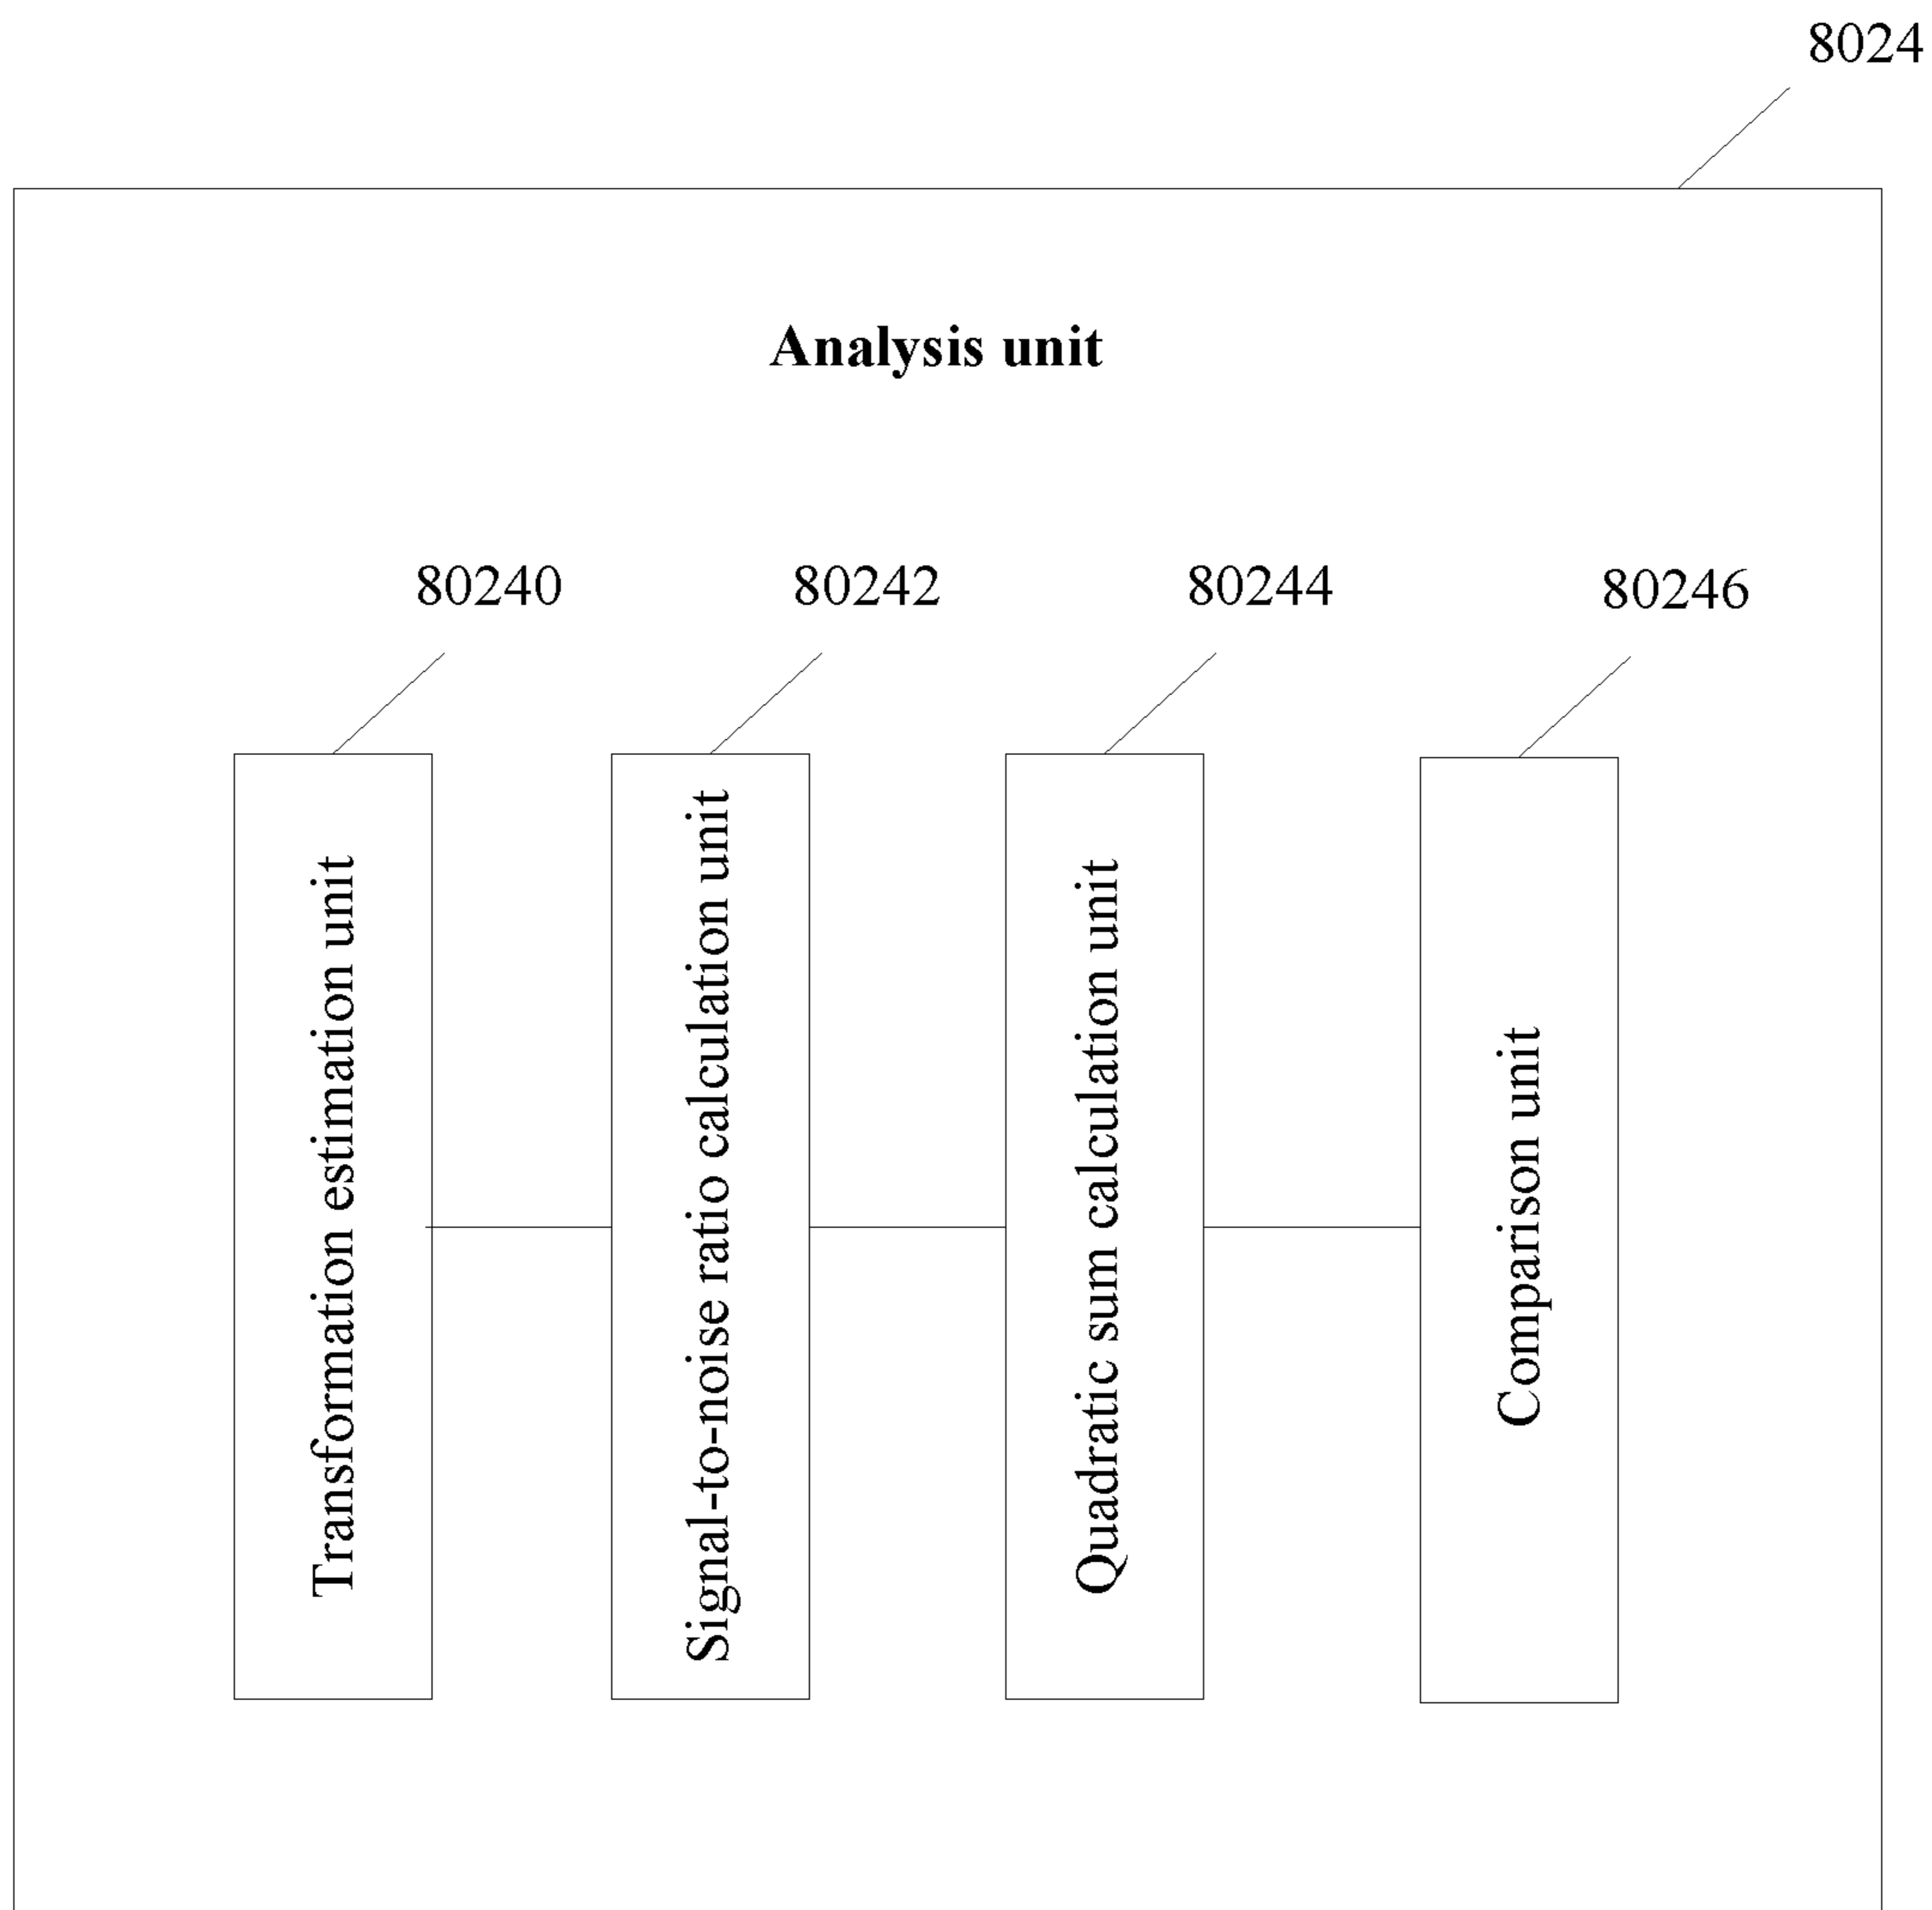 8024
Analysis unit
80240
80242
80244
80246
Transformation estimation unit
Signal-to-noise ratio calculation unit
Quadratic sum calculation unit
Comparison unit